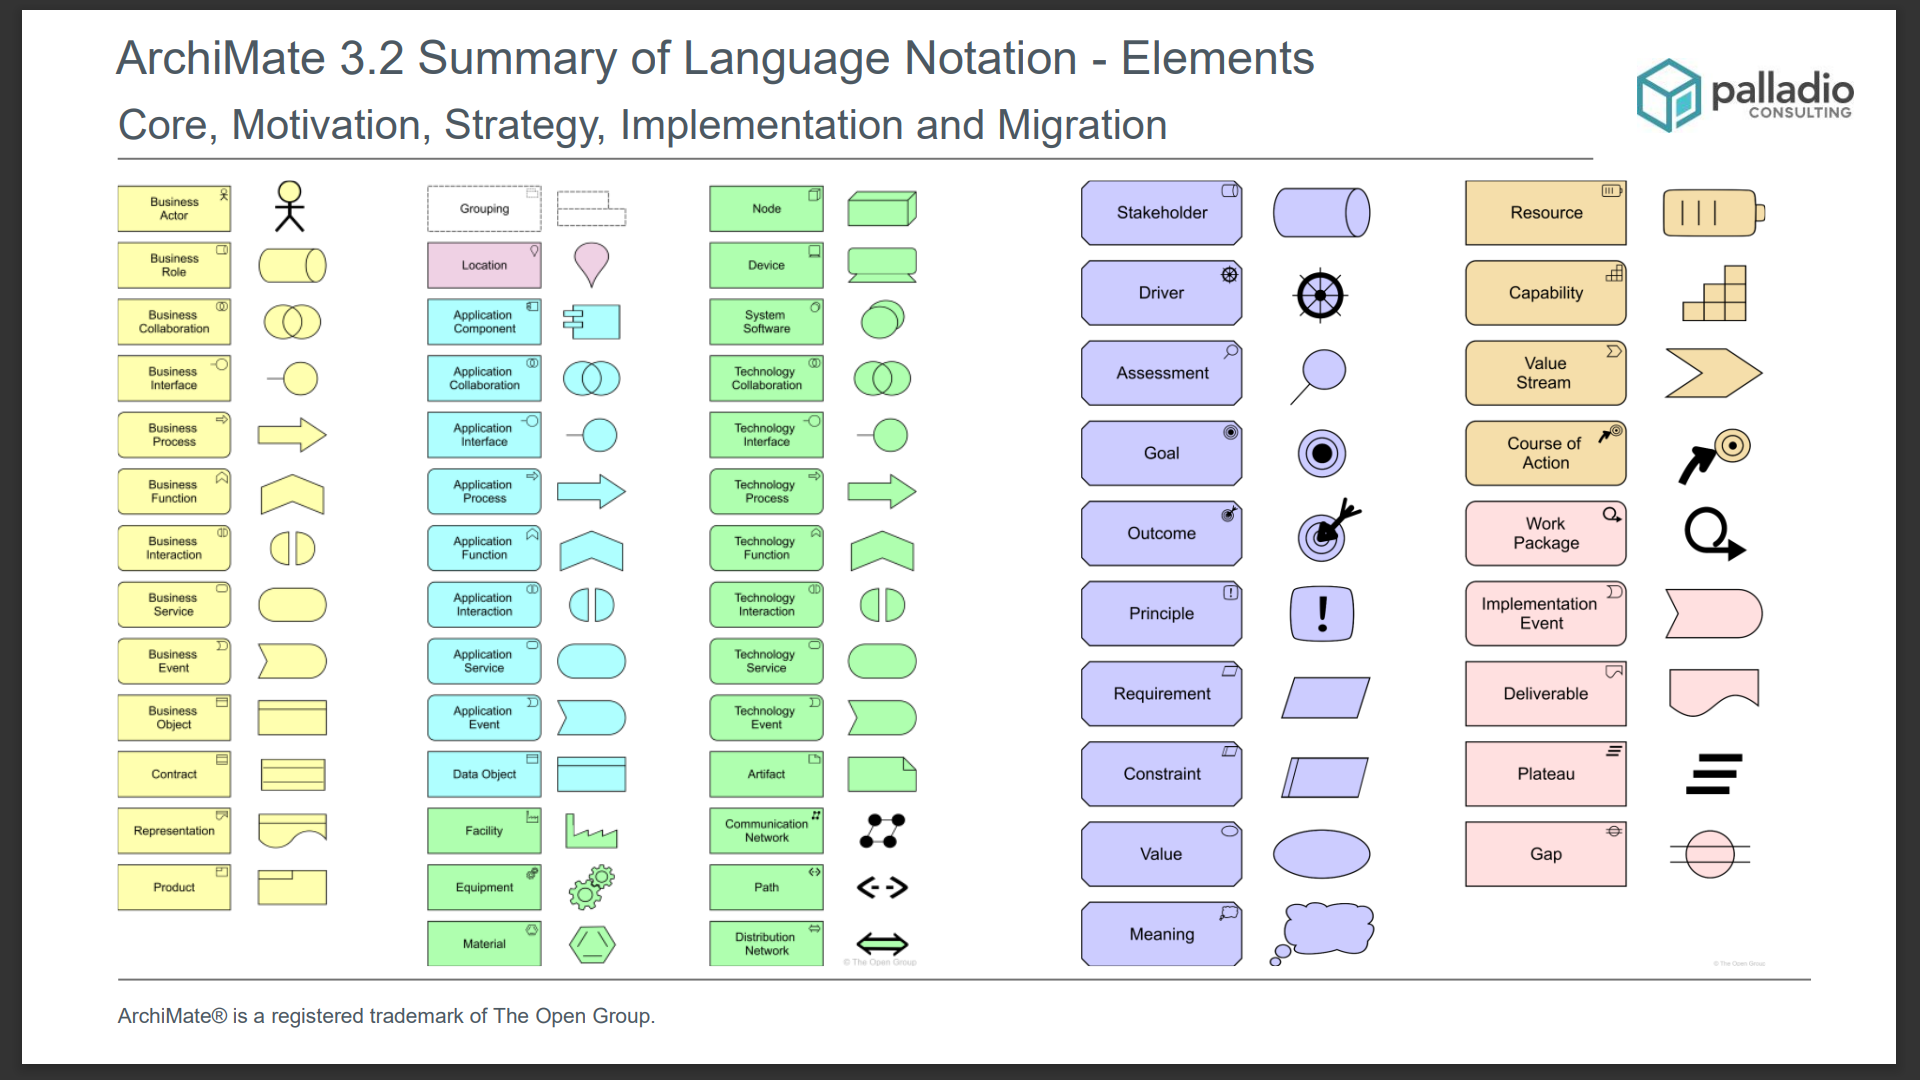 ArchiMate 3.2 Summary of Language Notation - Elements
Core, Motivation, Strategy, Implementation and Migration
palladio
CONSULTING
Business
Actor
Business
Role
Business
Collaboration
Business
Interface
Business
Process
Business
Function
Business
Interaction
Business
Service
Business
Event
Business
Object
Contract
Representation
Product
Grouping
Location
Application
Component
Application
Collaboration
Application
Interface
Application
Process
Application
Function
Application
Interaction
Application
Service
Application
Event
Data Object
Facility
Equipment
Material
Node
Device
System
Software
Technology
Collaboration
Technology
Interface
Technology
Process
Technology
Function
Technology
Interaction
Technology
Service
Technology
Event
Artifact
Communication
Network
Path
Distribution
Network
© The Open Group
Stakeholder
Driver
Assessment
Goal
Outcome
Principle
Requirement
Constraint
Value
Meaning
Resource
Capability
Value
Stream
Course of
Action
Work
Package
Implementation
Event
Deliverable
Plateau
Gap
© The Open Group
ArchiMate® is a registered trademark of The Open Group.